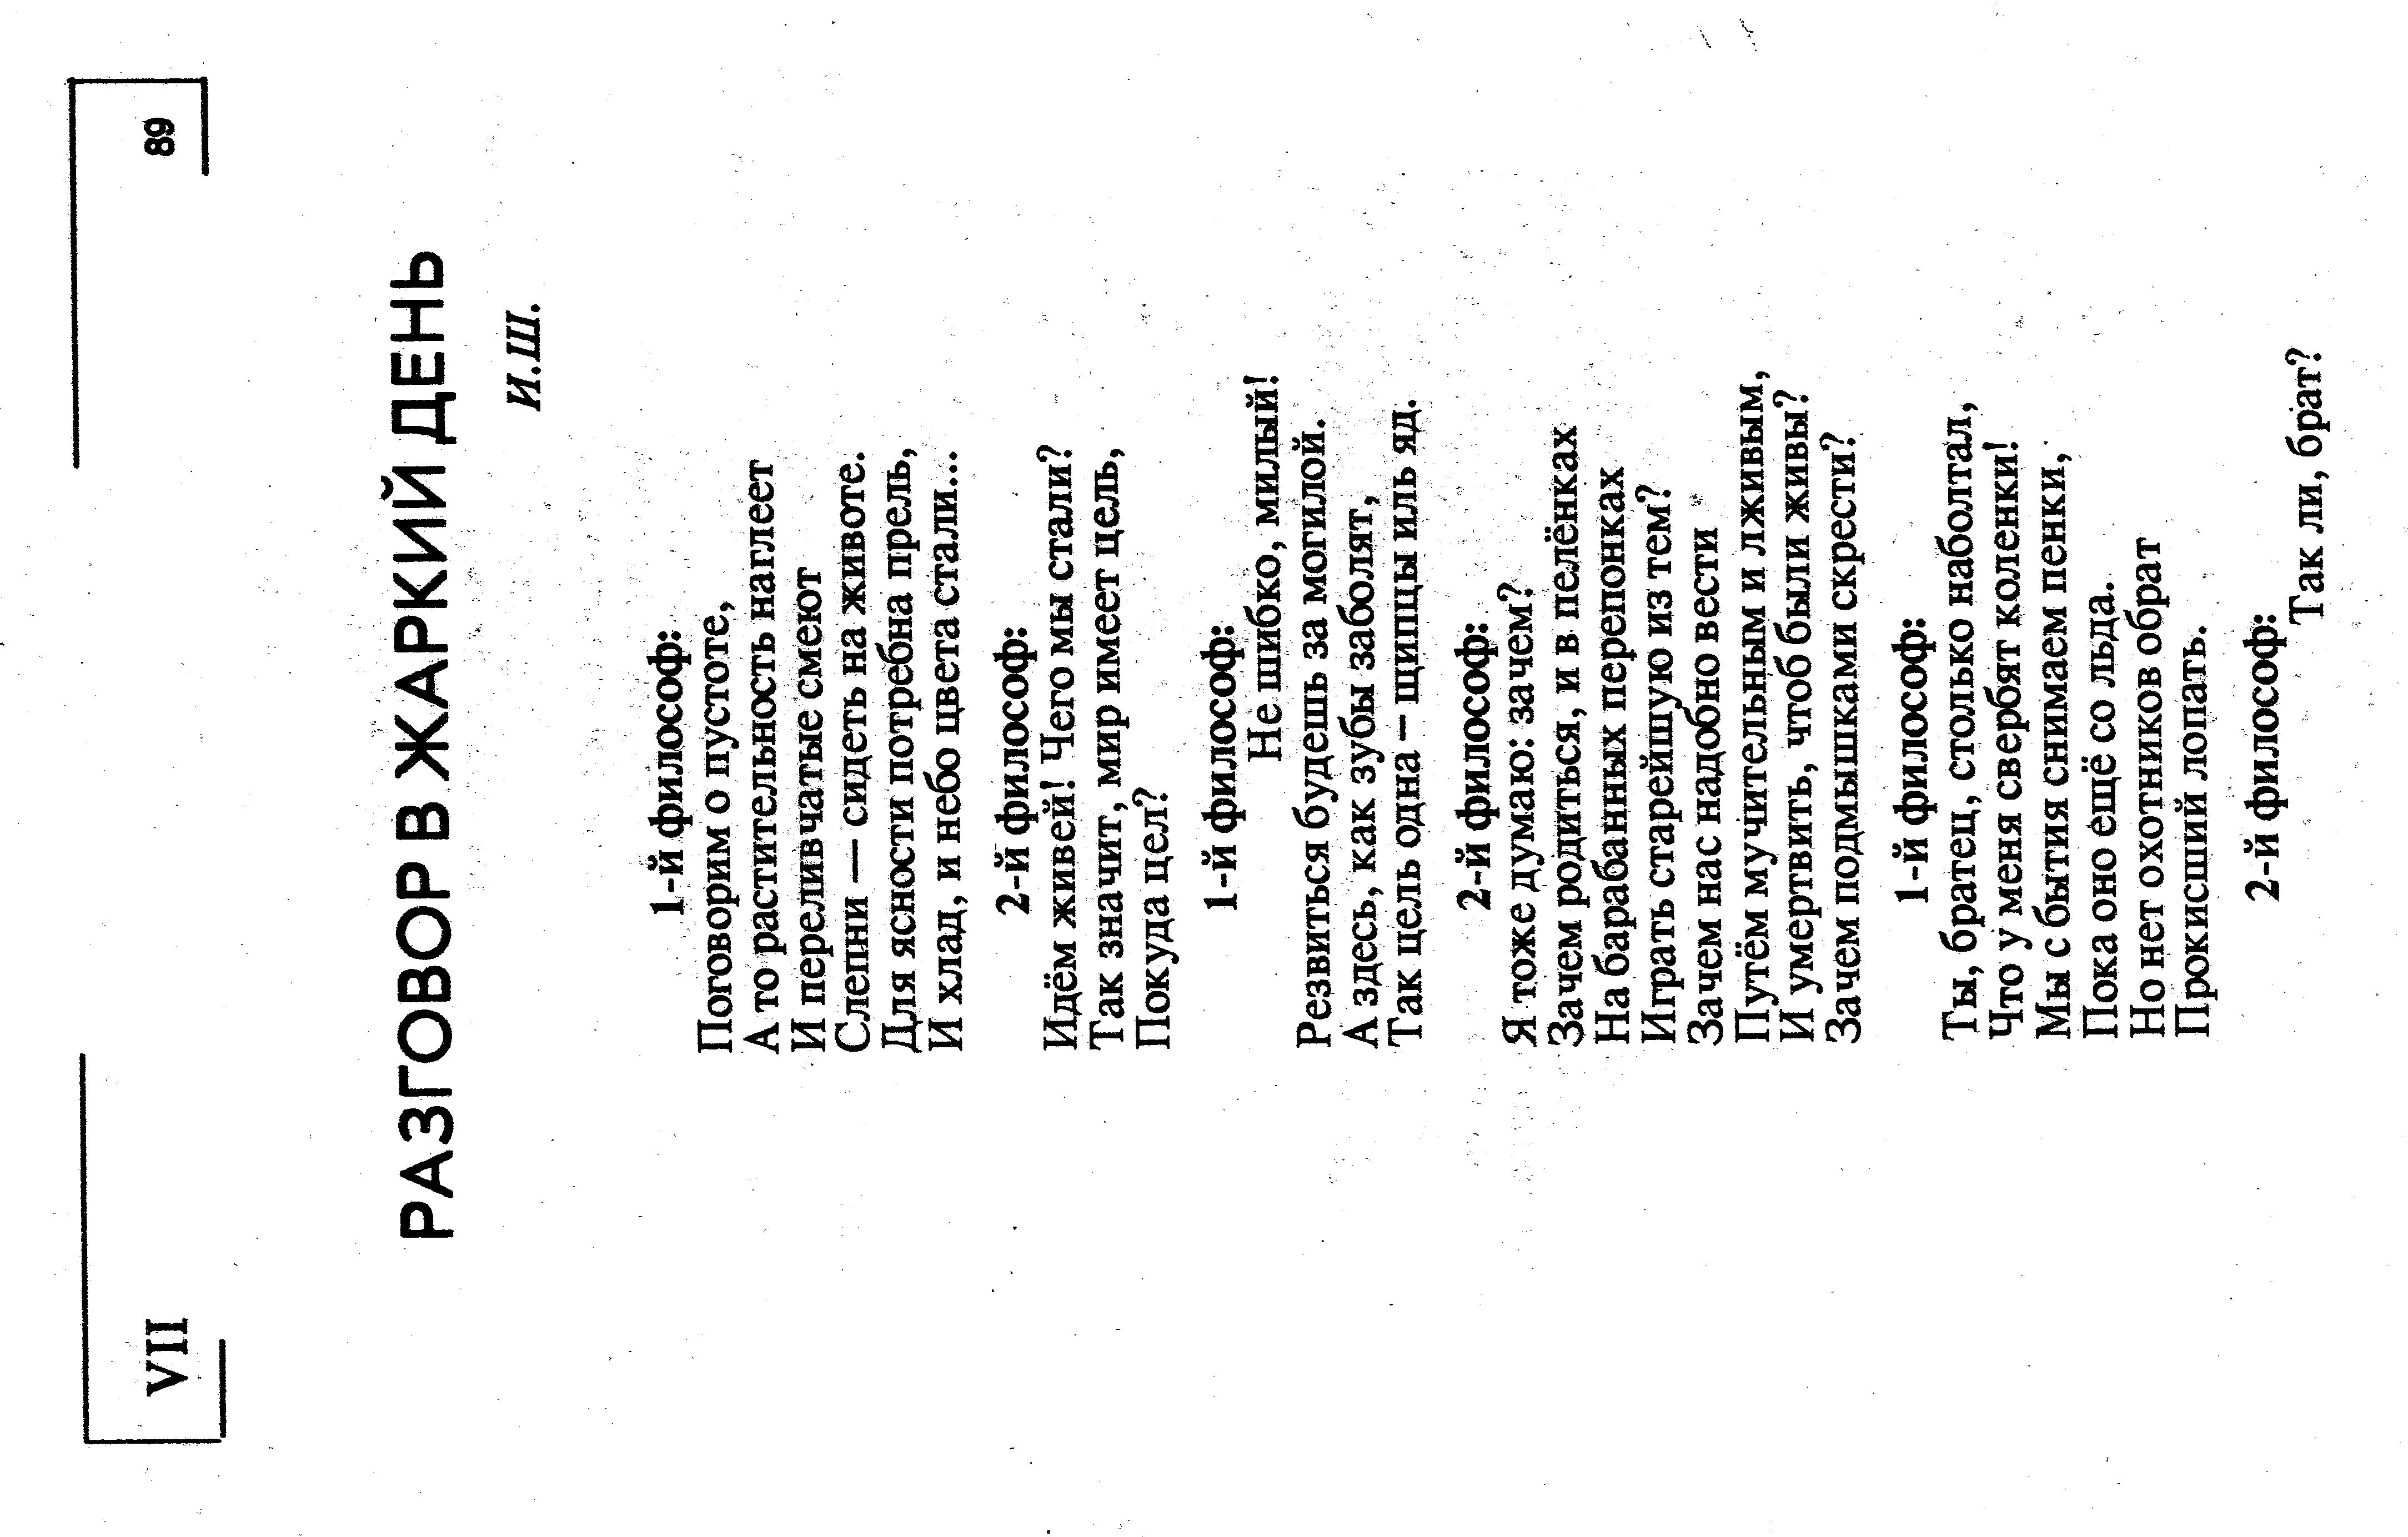 VII
89
РАЗГОВОР В ЖАРКИЙ ДЕНЬ
И.Ш.
1-й философ:
Поговорим о пустоте,
А то растительность наглеет
И переливчатые смеют
Слепни — сидеть на животе.
Для ясности потребна прель,
И хлад, и небо цвета стали...
2-й философ:
Идём живей! Чего мы стали?
Так значит, мир имеет цель,
Покуда цел?
1-й философ:
Не шибко, милый!
Резвиться будешь за могилой.
А здесь, как зубы заболят,
Так цель одна – щипцы иль яд.
2-й философ:
Я тоже думаю: зачем?
Зачем родиться, и в пелёнках
На барабанных перепонках
Играть старейшую из тем?
Зачем нас надобно вести
Путём мучительным и лживым,
И умертвить, чтоб были живы?
Зачем подмышками скрести?
1-й философ:
Ты, братец, столько наболтал,
Что у меня свербят коленки!
Мы с бытия снимаем пенки,
Пока оно ещё со льда.
Но нет охотников обрат
Прокисший лопать.
2-й философ:
Так ли, брат?